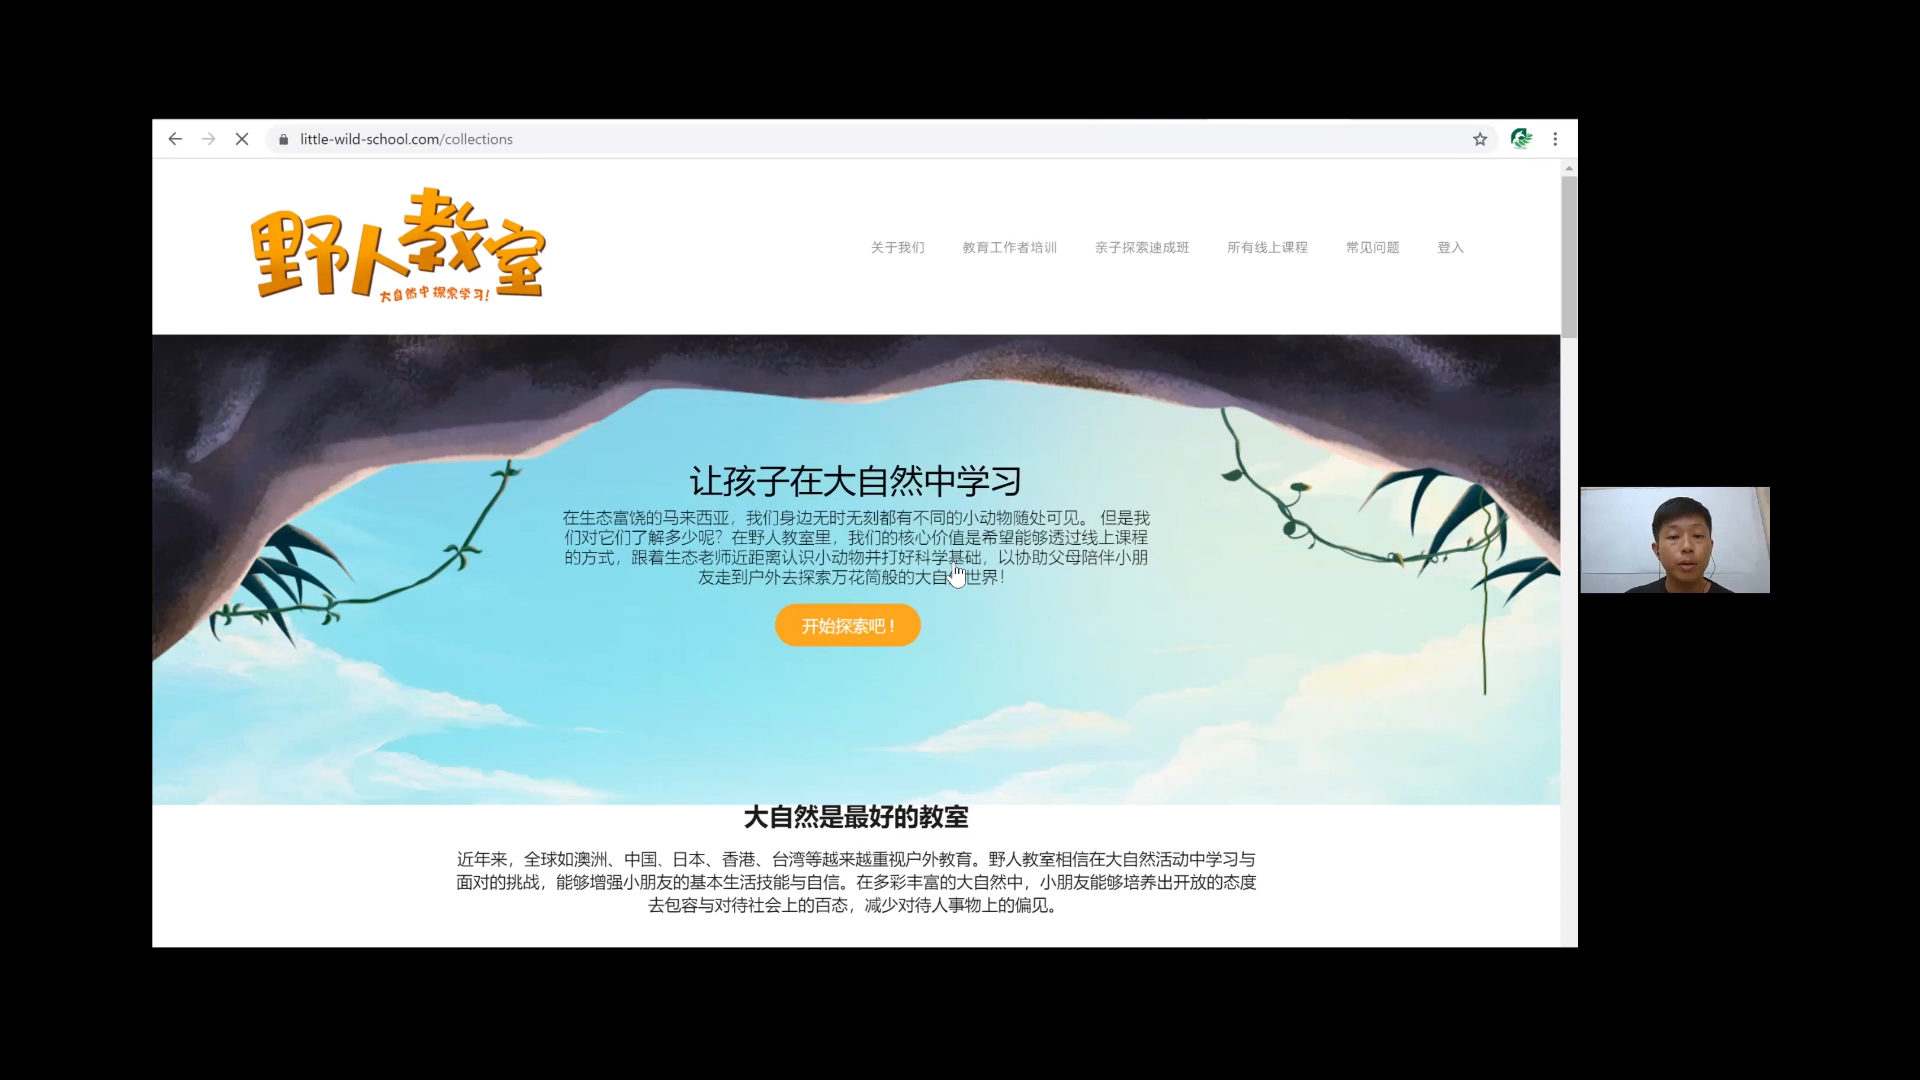 little-wild-school.com/collections
野人教室
大自然中探索学习!
关于我们
教育工作者培训
亲子探索速成班
所有线上课程
常见问题
登入
让孩子在大自然中学习
在生态富饶的马来西亚，我们身边无时无刻都有不同的小动物随处可见。 但是我
们对它们了解多少呢？在野人教室里，我们的核心价值是希望能够透过线上课程
的方式，跟着生态老师近距离认识小动物并打好科学基础，以协助父母陪伴小朋
友走到户外去探索万花筒般的大自世界！
开始探索吧 !
大自然是最好的教室
近年来，全球如澳洲、中国、日本、香港、台湾等越来越重视户外教育。野人教室相信在大自然活动中学习与
面对的挑战，能够增强小朋友的基本生活技能与自信。在多彩丰富的大自然中，小朋友能够培养出开放的态度
去包容与对待社会上的百态，减少对待人事物上的偏见。